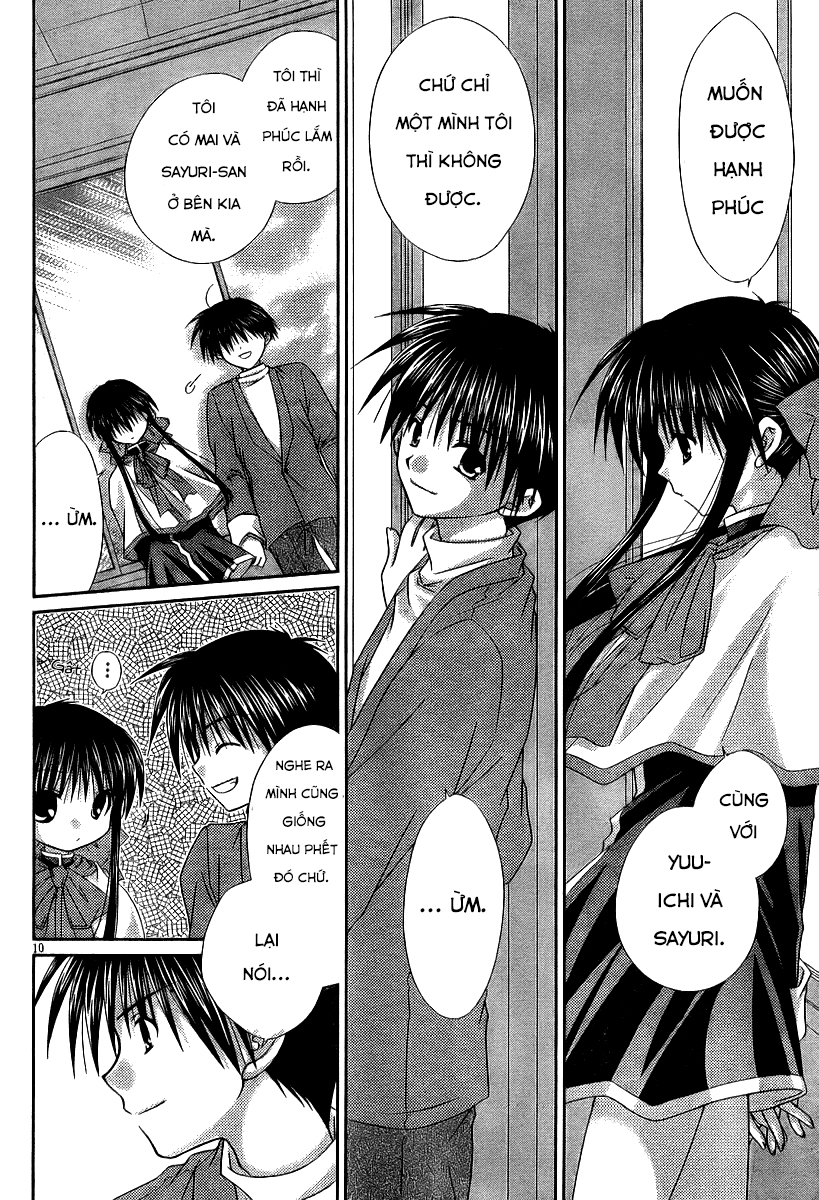 MUỐN
ĐƯỢC
HẠNH
PHÚC
CÙNG
VỚI
YUU-
ICHI VÀ
SAYURI.
CHỨ CHỈ
MỘT MÌNH TÔI
THÌ KHÔNG
ĐƯỢC.
... ỪM.
TÔI THÌ
ĐÃ HẠNH
PHÚC LẮM
RỒI.
TÔI
CÓ MAI VÀ
SAYURI-SAN
Ở BÊN KIA
MÀ.
... ỪM.
Gật
...
NGHE RA
MÌNH CŨNG
GIỐNG
NHAU PHẾT
ĐÓ CHỨ.
LẠI
NÓI...
10